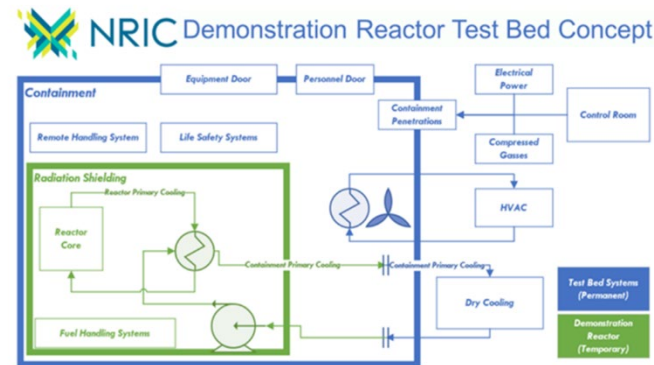 NRIC Demonstration Reactor Test Bed Concept
Equipment Door
Personnel Door
Electrical
Power
Containment
Containment
Penetrations
Control Room
Remote Handling System
Life Safety Systems
Compressed
Gasses
Radiation Shielding
Reactor Primary Cooling
HVAC
Reactor
Core
Containment Primary Cooling
Containment Primary Cooling
Dry Cooling
Test Bed Systems
(Permanent)
Fuel Handling Systems
Demonstration
Reactor
(Temporary)